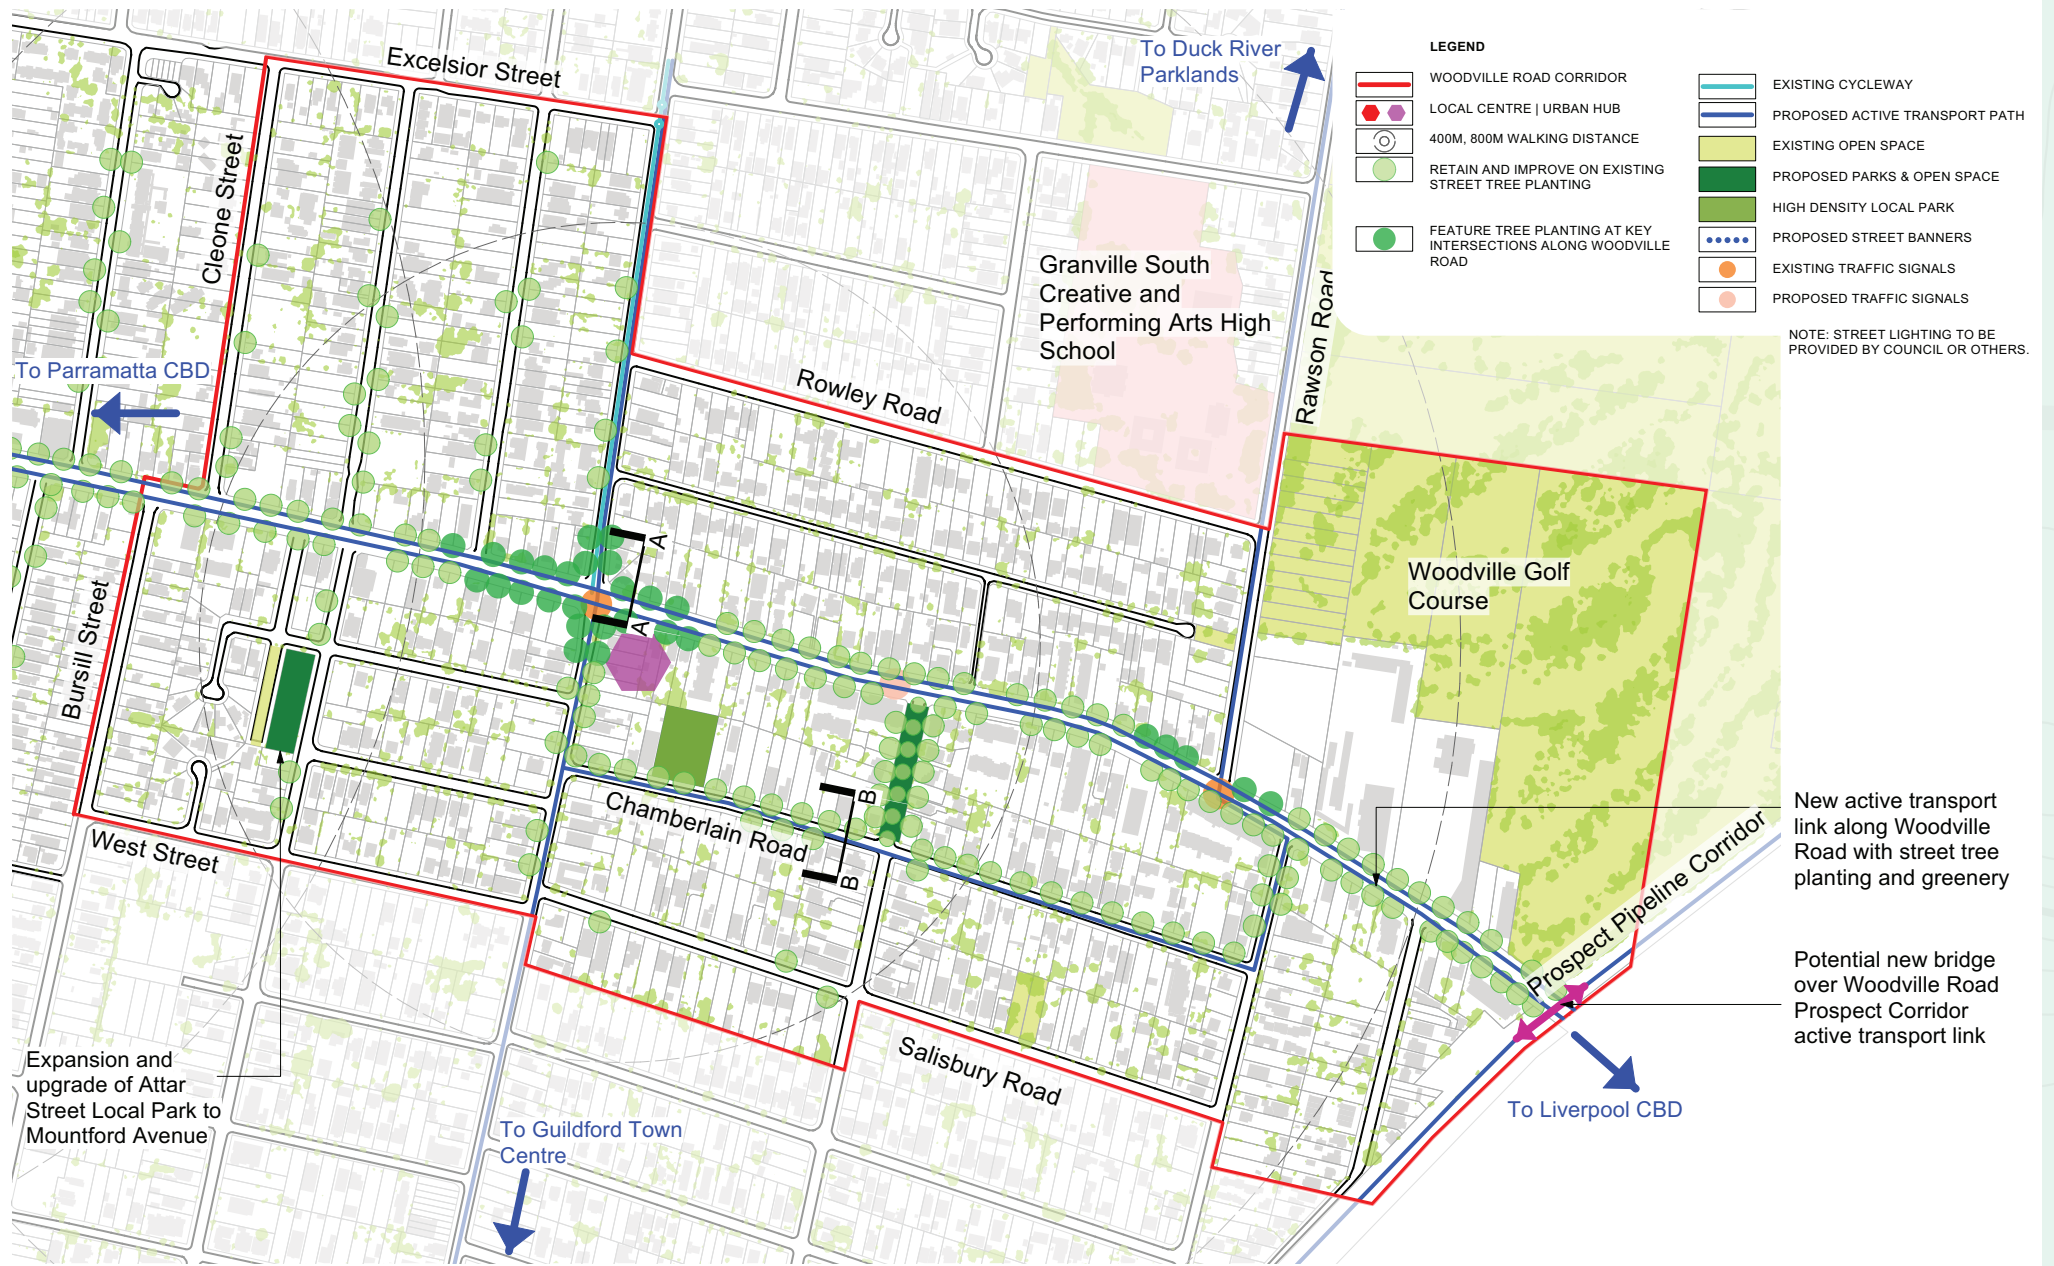 Excelsior Street
To Duck River
Parklands
LEGEND
WOODVILLE ROAD CORRIDOR
LOCAL CENTRE | URBAN HUB
400M, 800M WALKING DISTANCE
RETAIN AND IMPROVE ON EXISTING
STREET TREE PLANTING
FEATURE TREE PLANTING AT KEY
INTERSECTIONS ALONG WOODVILLE
ROAD
EXISTING CYCLEWAY
PROPOSED ACTIVE TRANSPORT PATH
EXISTING OPEN SPACE
PROPOSED PARKS & OPEN SPACE
HIGH DENSITY LOCAL PARK
PROPOSED STREET BANNERS
EXISTING TRAFFIC SIGNALS
PROPOSED TRAFFIC SIGNALS
NOTE: STREET LIGHTING TO BE
PROVIDED BY COUNCIL OR OTHERS.
Cleone Street
Granville South
Creative and
Performing Arts High
School
Rawson Road
To Parramatta CBD
Rowley Road
A
A
Woodville Golf
Course
Bursill Street
B
B
Chamberlain Road
West Street
Prospect Pipeline Corridor
New active transport
link along Woodville
Road with street tree
planting and greenery
Potential new bridge
over Woodville Road
Prospect Corridor
active transport link
Salisbury Road
Expansion and
upgrade of Attar
Street Local Park to
Mountford Avenue
To Guildford Town
Centre
To Liverpool CBD